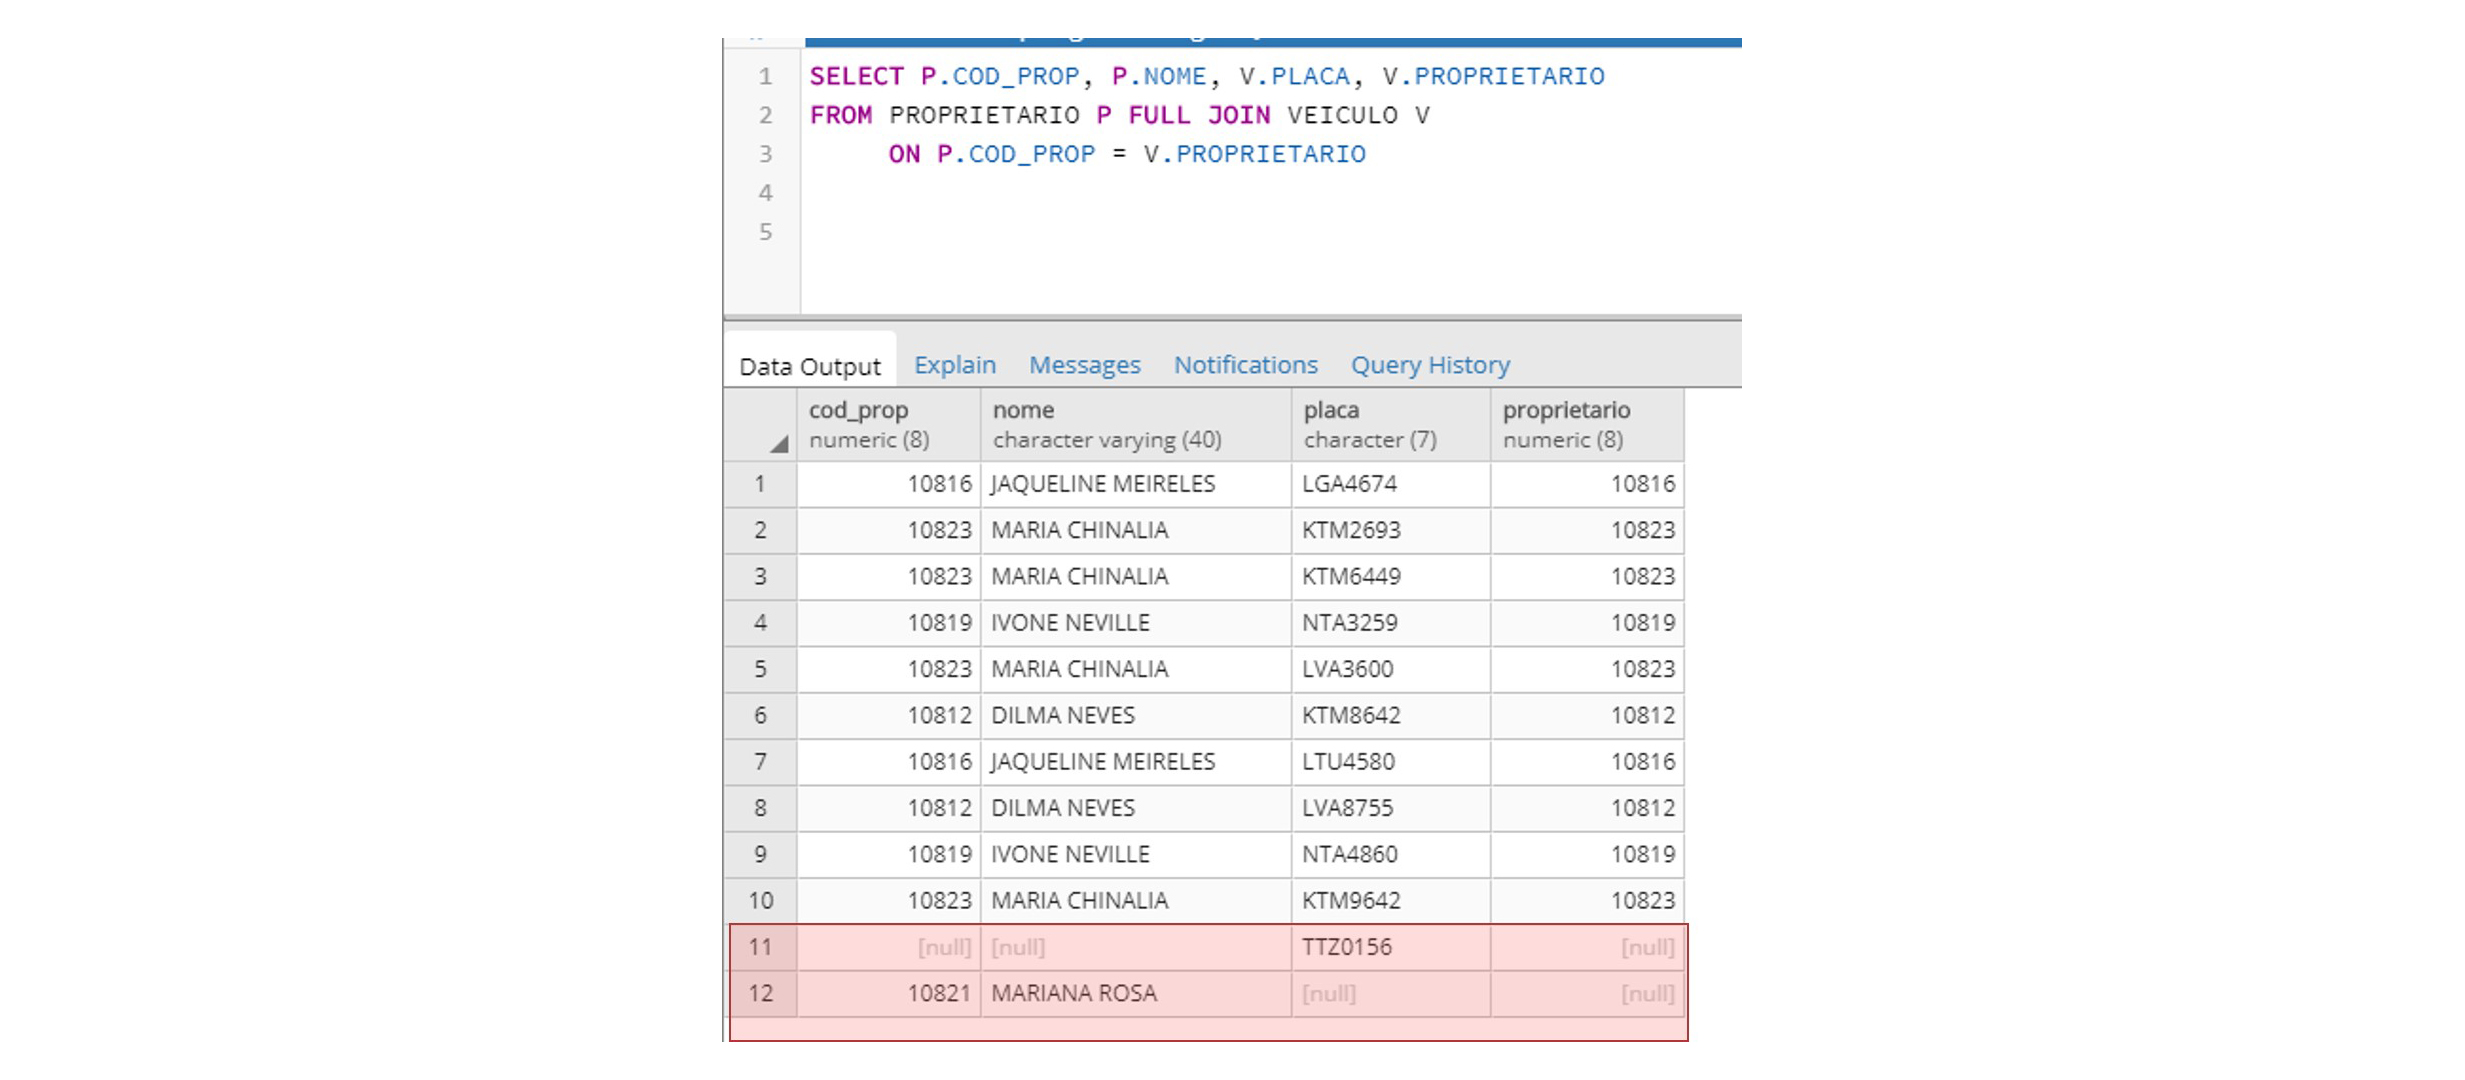 1 SELECT P.COD_PROP, P.NOME, V.PLACA, V.PROPRIETARIO
2 FROM PROPRIETARIO P FULL JOIN VEICULO V
3 ON P.COD_PROP = V.PROPRIETARIO
4
5
Data Output Explain Messages Notifications Query History
cod_prop nome placa proprietario
numeric (8) character varying (40) character (7) numeric (8)
1 10816 JAQUELINE MEIRELES LGA4674 10816
2 10823 MARIA CHINALIA KTM2693 10823
3 10823 MARIA CHINALIA KTM6449 10823
4 10819 IVONE NEVILLE NTA3259 10819
5 10823 MARIA CHINALIA LVA3600 10823
6 10812 DILMA NEVES KTM8642 10812
7 10816 JAQUELINE MEIRELES LTU4580 10816
8 10812 DILMA NEVES LVA8755 10812
9 10819 IVONE NEVILLE NTA4860 10819
10 10823 MARIA CHINALIA KTM9642 10823
11 [null] [null] TTZ0156 [null]
12 10821 MARIANA ROSA [null] [null]